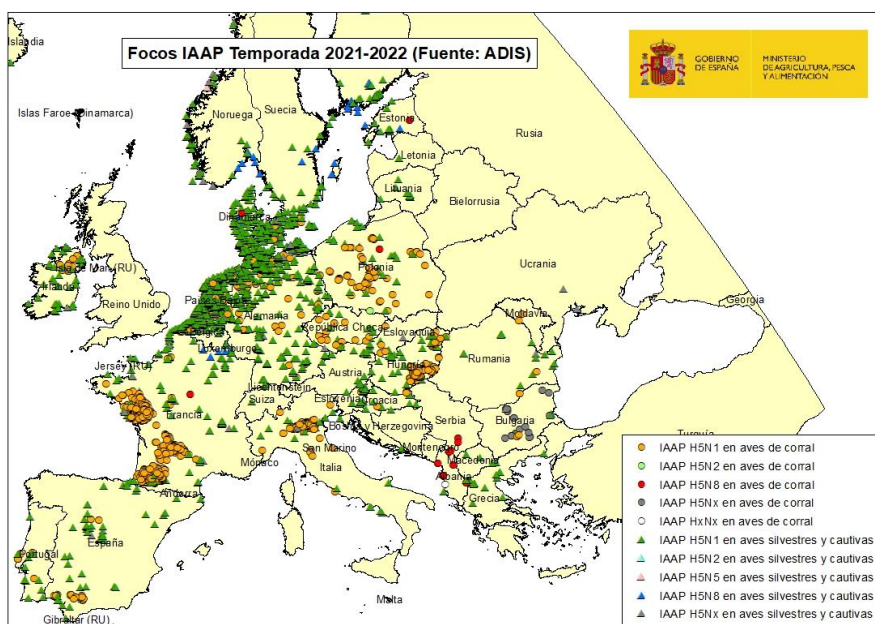 Islandia
Focos IAAP Temporada 2021-2022 (Fuente: ADIS)
GOBIERNO
DE ESPAÑA
MINISTERIO
DE AGRICULTURA, PESCA
Y ALIMENTACIÓN
Islas Faroe (Dinamarca)
Noruega
Suecia
Estonia
Rusia
Letonia
Lituania
Dinamarca
Bielorrusia
Isla de Man (RU)
Irlanda
Reino Unido
Polonia
Ucrania
Alemania
República Checa
Eslovaquia
Luxemburgo
Moldavia
Georgia
Jersey (RU)
Austria
Hungría
Rumania
Liechtenstein
Suiza
Eslovenia
Croacia
Francia
Serbia
Bosnia y Herzegovina
Bulgaria
San Marino
Montenegro
Turquía
Mónaco
Italia
Macedonia
Albania
Andorra
Grecia
España
Portugal
Malta
Gibraltar (RU)
IAAP H5N1 en aves de corral
IAAP H5N2 en aves de corral
IAAP H5N8 en aves de corral
IAAP H5Nx en aves de corral
IAAP HxNx en aves de corral
IAAP H5N1 en aves silvestres y cautivas
IAAP H5N2 en aves silvestres y cautivas
IAAP H5N5 en aves silvestres y cautivas
IAAP H5N8 en aves silvestres y cautivas
IAAP H5Nx en aves silvestres y cautivas